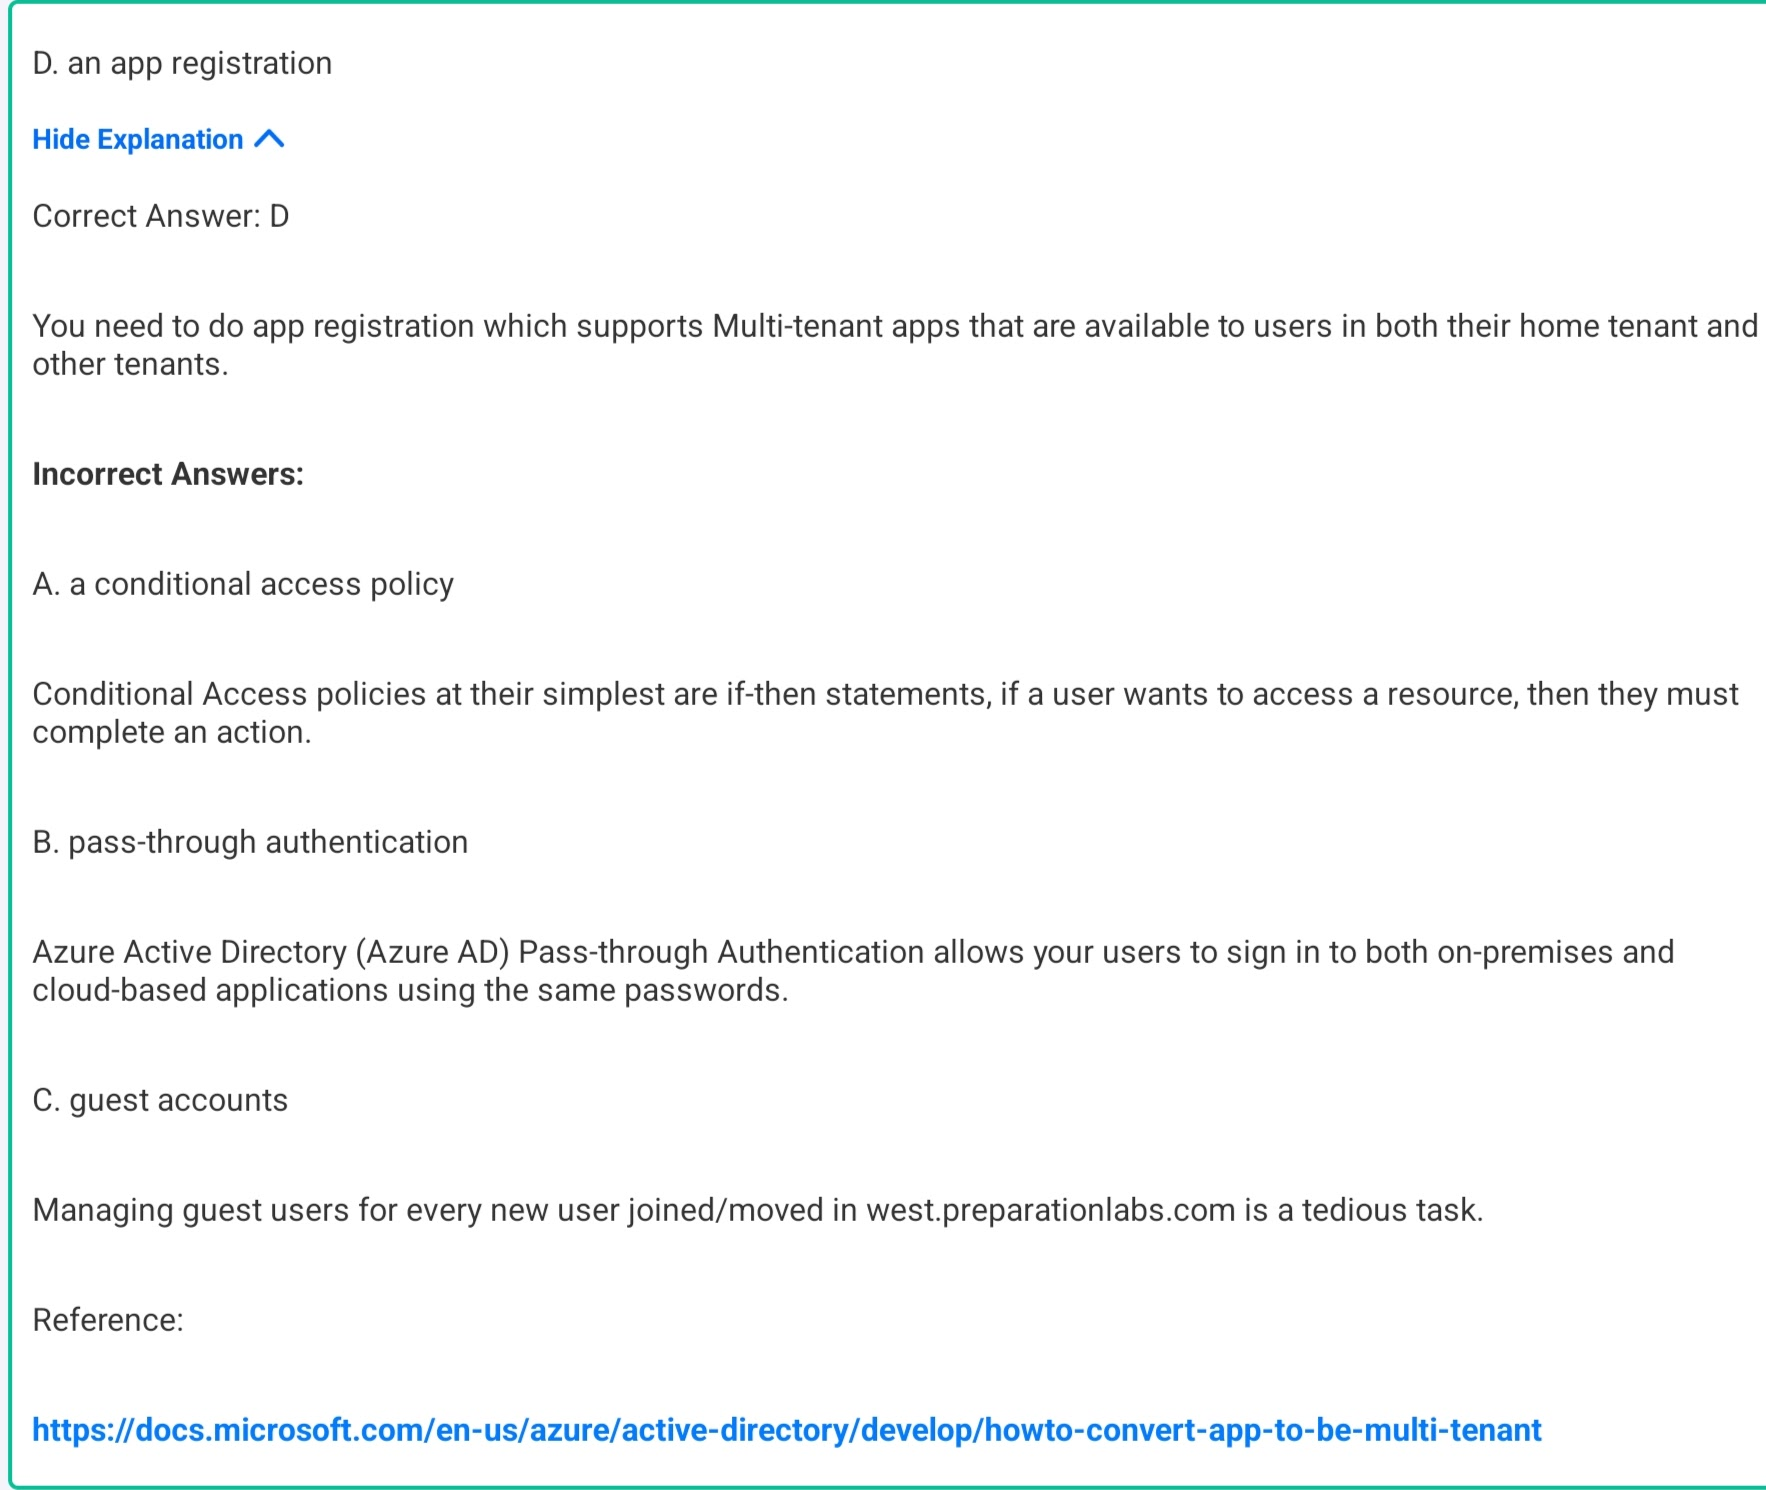 D. an app registration
Hide Explanation
Correct Answer: D
You need to do app registration which supports Multi-tenant apps that are available to users in both their home tenant and
other tenants.
Incorrect Answers:
A. a conditional access policy
Conditional Access policies at their simplest are if-then statements, if a user wants to access a resource, then they must
complete an action.
B. pass-through authentication
Azure Active Directory (Azure AD) Pass-through Authentication allows your users to sign in to both on-premises and
cloud-based applications using the same passwords.
C. guest accounts
Managing guest users for every new user joined/moved in west.preparationlabs.com is a tedious task.
Reference:
https://docs.microsoft.com/en-us/azure/active-directory/develop/howto-convert-app-to-be-multi-tenant